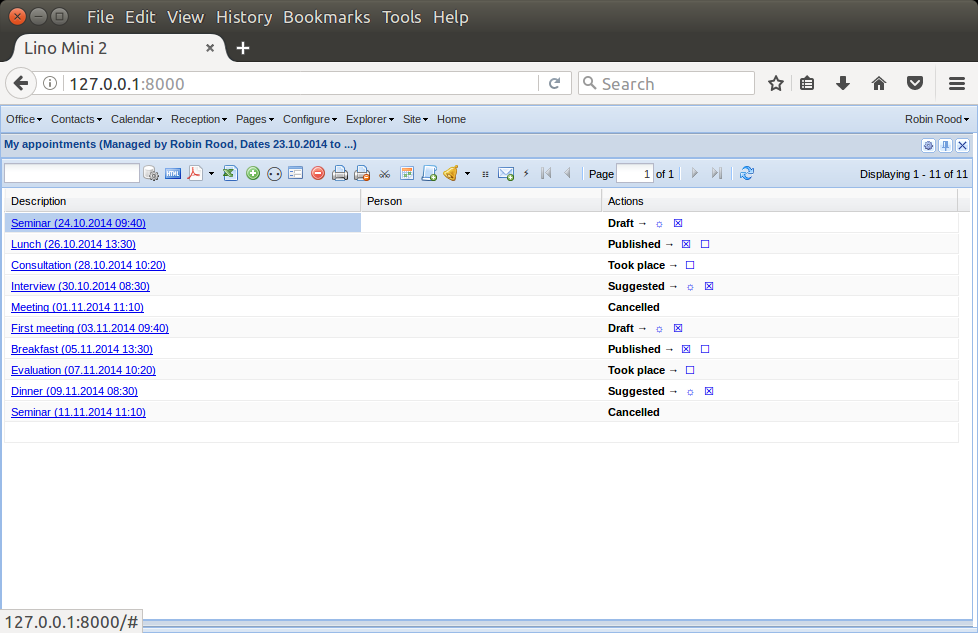 File Edit View History Bookmarks Tools Help
Lino Mini 2
127.0.0.1:8000 Search
Office Contacts Calendar Reception Pages Configure Explorer Site Home Robin Rood
My appointments (Managed by Robin Rood, Dates 23.10.2014 to ...)
HTML Page 1 of 1 Displaying 1 - 11 of 11
Description Person Actions
Seminar (24.10.2014 09:40) Draft → ☼ ☒
Lunch (26.10.2014 13:30) Published → ☒ ☐
Consultation (28.10.2014 10:20) Took place → ☐
Interview (30.10.2014 08:30) Suggested → ☼ ☒
Meeting (01.11.2014 11:10) Cancelled
First meeting (03.11.2014 09:40) Draft → ☼ ☒
Breakfast (05.11.2014 13:30) Published → ☒ ☐
Evaluation (07.11.2014 10:20) Took place → ☐
Dinner (09.11.2014 08:30) Suggested → ☼ ☒
Seminar (11.11.2014 11:10) Cancelled
127.0.0.1:8000/#